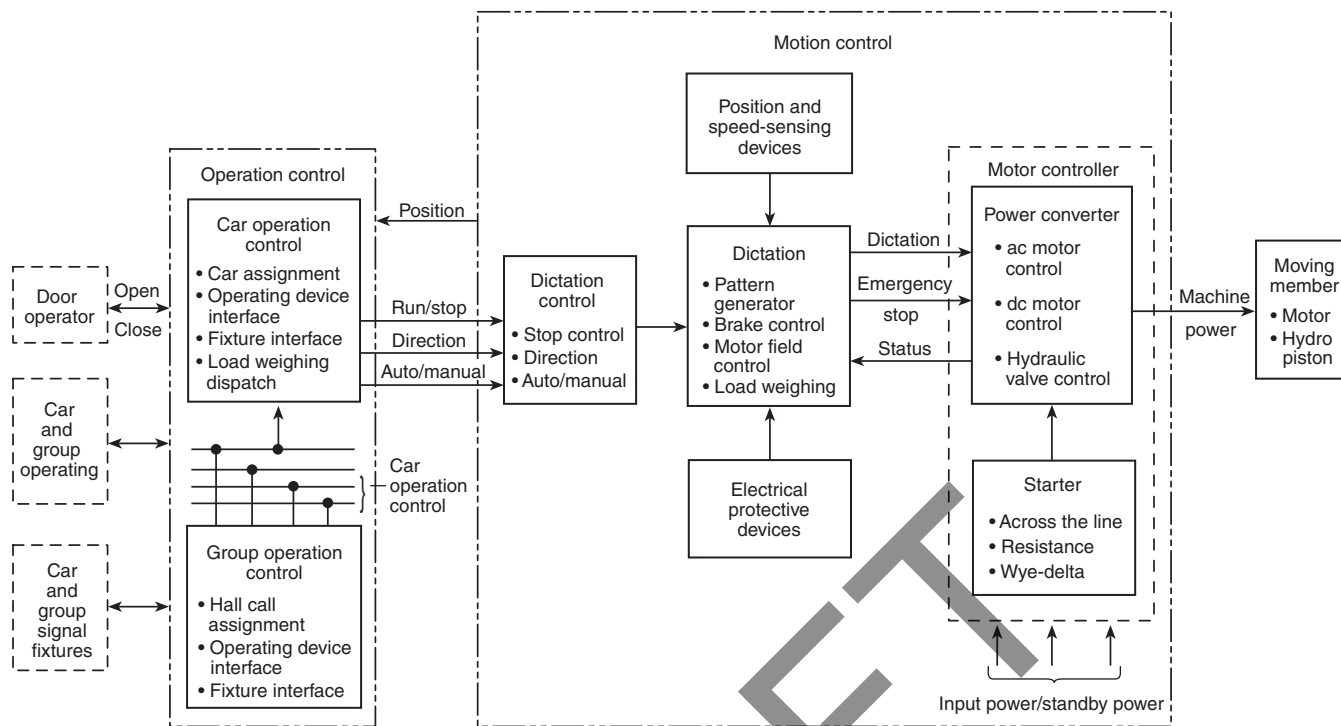 Motion control
Position and
speed-sensing
devices
Operation control
Motor controller
Car operation
control
• Car assignment
• Operating device
interface
• Fixture interface
• Load weighing
dispatch
Position
Power converter
• ac motor
control
• dc motor
control
• Hydraulic
valve control
Door
operator
Open
Close
Run/stop
Direction
Auto/manual
Dictation
control
• Stop control
• Direction
• Auto/manual
Dictation
• Pattern
generator
• Brake control
• Motor field
control
• Load weighing
Dictation
Emergency
stop
Status
Machine
power
Moving
member
• Motor
• Hydro
piston
Car
and
group
operating
Car
operation
control
Electrical
protective
devices
Starter
• Across the line
• Resistance
• Wye-delta
Car
and
group
signal
fixtures
Group operation
control
• Hall call
assignment
• Operating device
interface
• Fixture interface
Input power/standby power